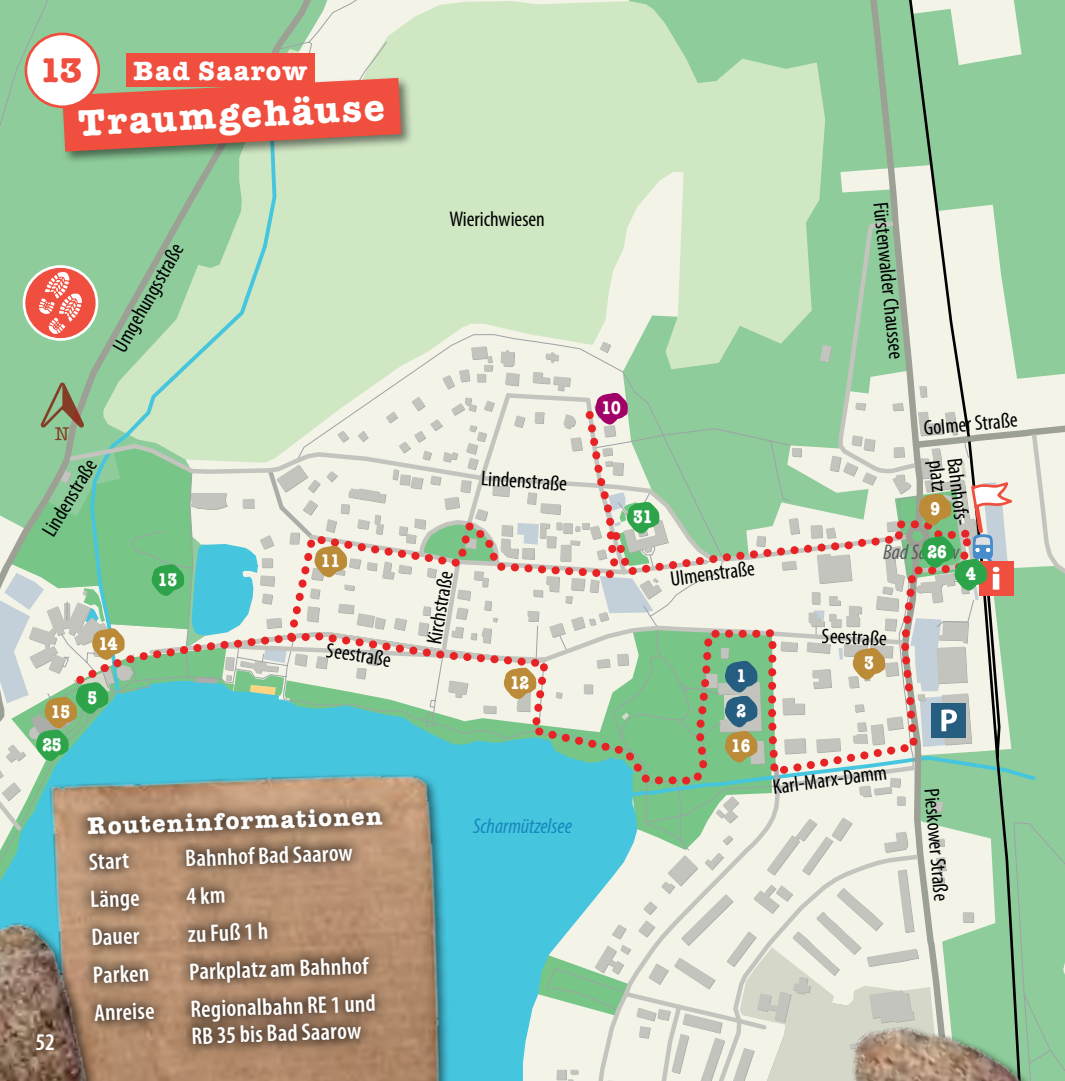 13
Bad Saarow
Traumgehäuse
Wierichwiesen
Umgehungsstraße
Fürstenwalder Chaussee
N
10
Golmer Straße
Lindenstraße
Lindenstraße
Bahnhofs-
platz
9
31
26
4
i
11
Ulmenstraße
13
Kirchstraße
14
Seestraße
Seestraße
3
12
1
2
16
P
5
15
25
Karl-Marx-Damm
Pieskower Straße
Scharmützelsee
Routeninformationen
Start Bahnhof Bad Saarow
Länge 4 km
Dauer zu Fuß 1 h
Parken Parkplatz am Bahnhof
Anreise Regionalbahn RE 1 und
RB 35 bis Bad Saarow
52